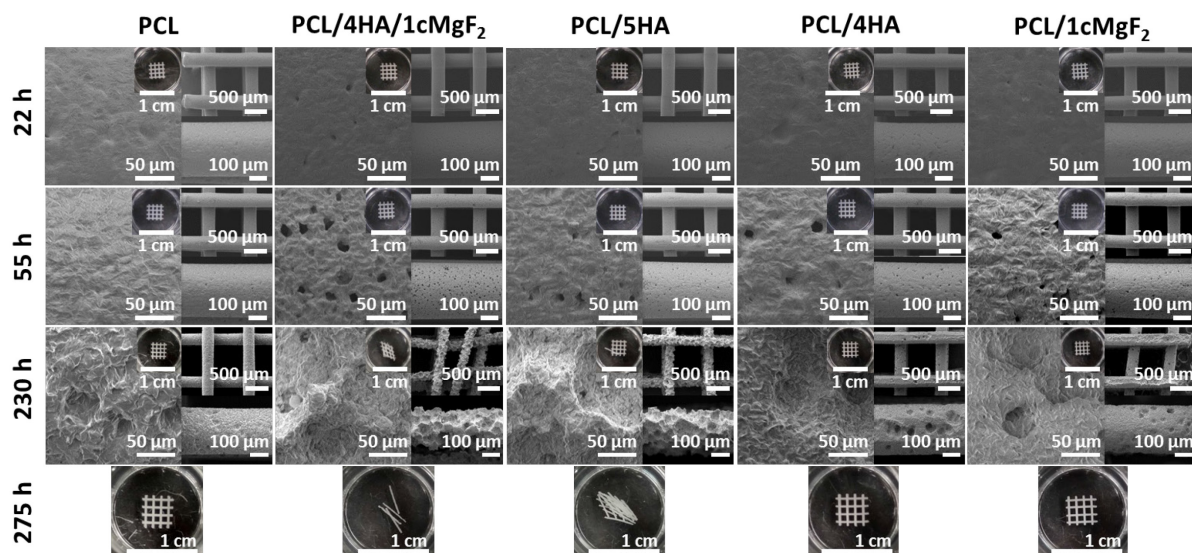 PCL PCL/4HA/1cMgF₂ PCL/5HA PCL/4HA PCL/1cMgF₂
22 h
1 cm 500 µm 1 cm 500 µm 1 cm 500 µm 1 cm 500 µm 1 cm 500 µm
50 µm 100 µm 50 µm 100 µm 50 µm 100 µm 50 µm 100 µm 50 µm 100 µm
55 h
1 cm 500 µm 1 cm 500 µm 1 cm 500 µm 1 cm 500 µm 1 cm 500 µm
50 µm 100 µm 50 µm 100 µm 50 µm 100 µm 50 µm 100 µm 50 µm 100 µm
230 h
1 cm 500 µm 1 cm 500 µm 1 cm 500 µm 1 cm 500 µm 1 cm 500 µm
50 µm 100 µm 50 µm 100 µm 50 µm 100 µm 50 µm 100 µm 50 µm 100 µm
275 h
1 cm 1 cm 1 cm 1 cm 1 cm